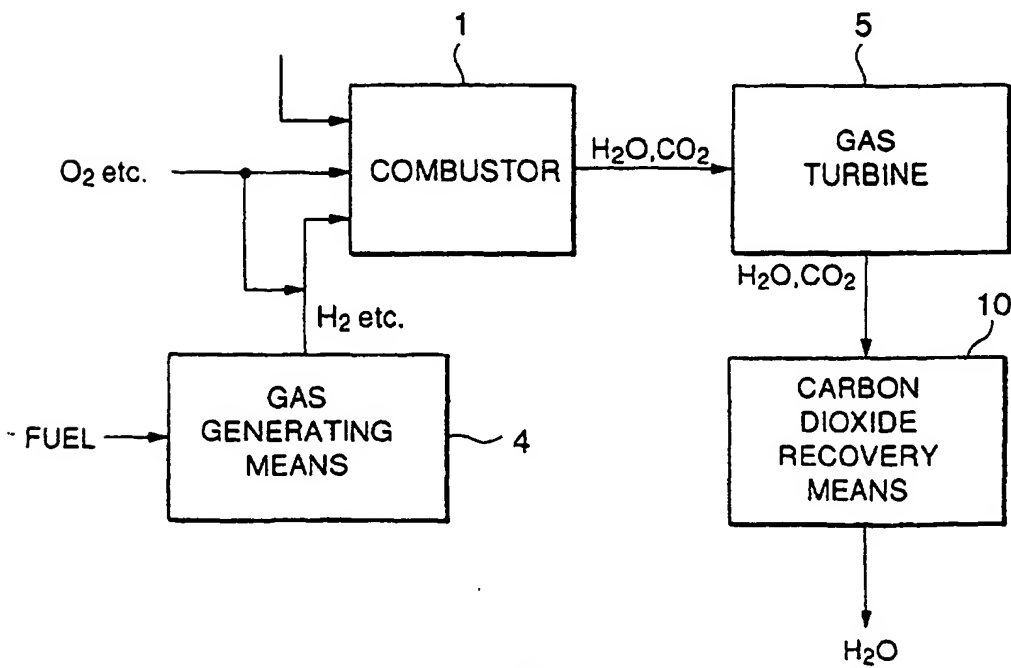 1
5
COMBUSTOR
GAS
TURBINE
O₂ etc.
H₂O,CO₂
H₂O,CO₂
H₂ etc.
10
GAS
GENERATING
MEANS
FUEL
4
CARBON
DIOXIDE
RECOVERY
MEANS
H₂O